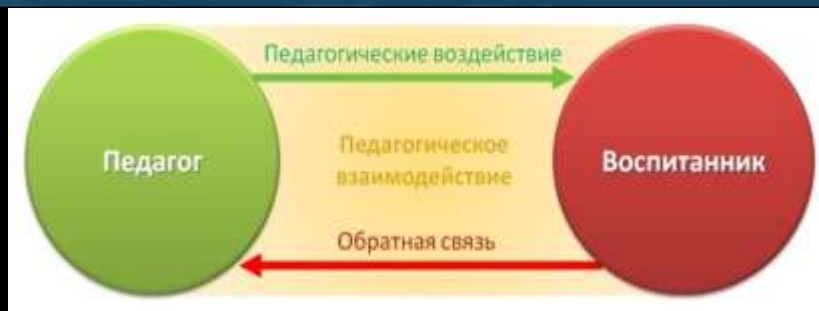 Педагогические воздействие
Педагог
Педагогическое
взаимодействие
Воспитанник
Обратная связь